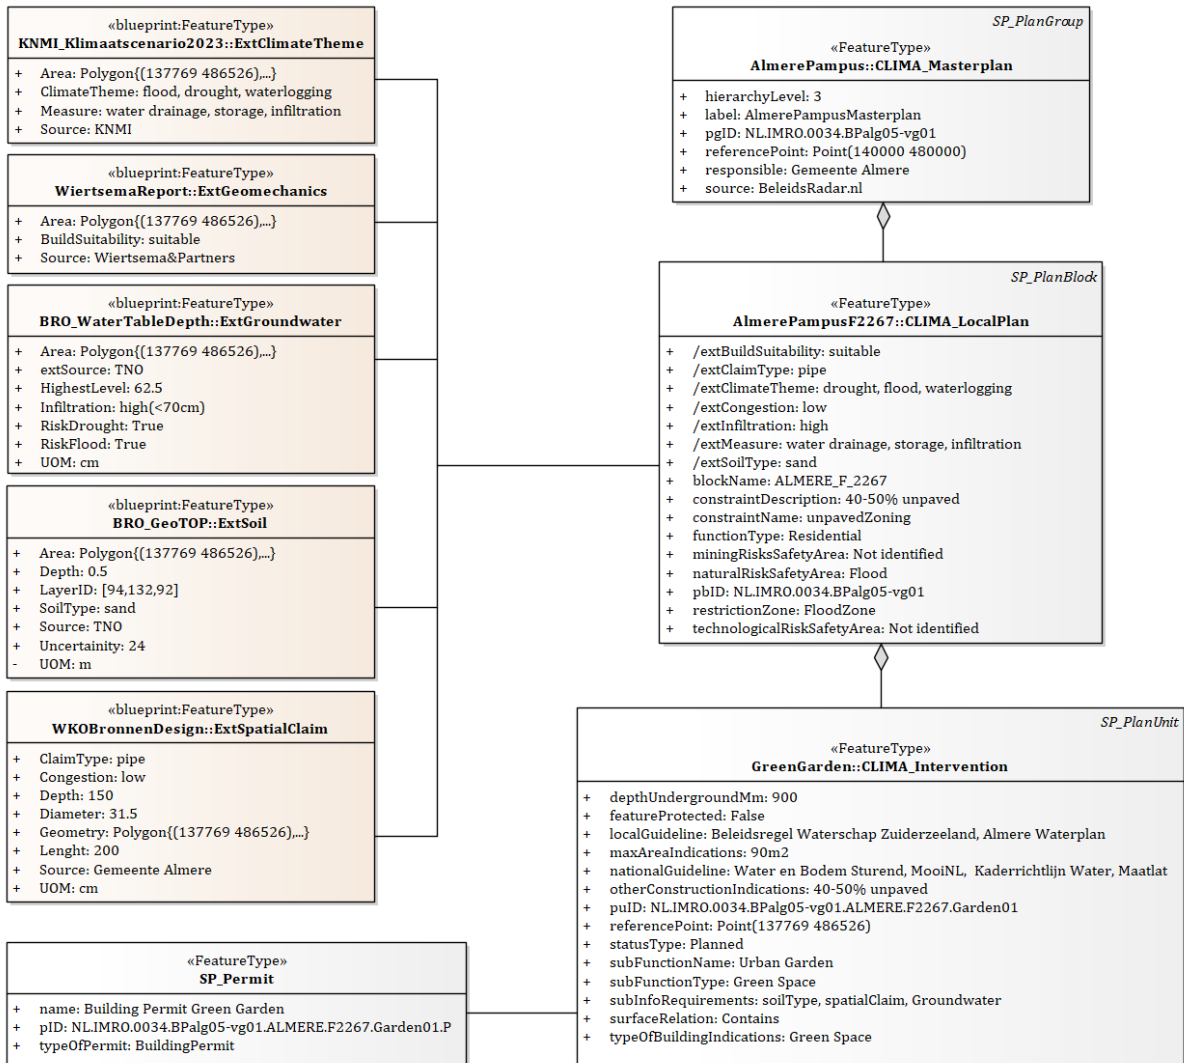 «blueprint:FeatureType»
KNMI_Klimaatscenario2023::ExtClimateTheme
+ Area: Polygon{(137769 486526),...}
+ ClimateTheme: flood, drought, waterlogging
+ Measure: water drainage, storage, infiltration
+ Source: KNMI
«blueprint:FeatureType»
WiertsemaReport::ExtGeomechanics
+ Area: Polygon{(137769 486526),...}
+ BuildSuitability: suitable
+ Source: Wiertsema&Partners
«blueprint:FeatureType»
BRO_WaterTableDepth::ExtGroundwater
+ Area: Polygon{(137769 486526),...}
+ extSource: TNO
+ HighestLevel: 62.5
+ Infiltration: high(<70cm)
+ RiskDrought: True
+ RiskFlood: True
+ UOM: cm
«blueprint:FeatureType»
BRO_GeoTOP::ExtSoil
+ Area: Polygon{(137769 486526),...}
+ Depth: 0.5
+ LayerID: [94,132,92]
+ SoilType: sand
+ Source: TNO
+ Uncertainity: 24
- UOM: m
«blueprint:FeatureType»
WKOBronnenDesign::ExtSpatialClaim
+ ClaimType: pipe
+ Congestion: low
+ Depth: 150
+ Diameter: 31.5
+ Geometry: Polygon{(137769 486526),...}
+ Lenght: 200
+ Source: Gemeente Almere
+ UOM: cm
«FeatureType»
SP_Permit
+ name: Building Permit Green Garden
+ pID: NL.IMRO.0034.BPalg05-vg01.ALMERE.F2267.Garden01.P
+ typeOfPermit: BuildingPermit
SP_PlanGroup
«FeatureType»
AlmerePampus::CLIMA_Masterplan
+ hierarchyLevel: 3
+ label: AlmerePampusMasterplan
+ pgID: NL.IMRO.0034.BPalg05-vg01
+ referencePoint: Point(140000 480000)
+ responsible: Gemeente Almere
+ source: BeleidsRadar.nl
SP_PlanBlock
«FeatureType»
AlmerePampusF2267::CLIMA_LocalPlan
+ /extBuildSuitability: suitable
+ /extClaimType: pipe
+ /extClimateTheme: drought, flood, waterlogging
+ /extCongestion: low
+ /extInfiltration: high
+ /extMeasure: water drainage, storage, infiltration
+ /extSoilType: sand
+ blockName: ALMERE_F_2267
+ constraintDescription: 40-50% unpaved
+ constraintName: unpavedZoning
+ functionType: Residential
+ miningRisksSafetyArea: Not identified
+ naturalRiskSafetyArea: Flood
+ pbID: NL.IMRO.0034.BPalg05-vg01
+ restrictionZone: FloodZone
+ technologicalRiskSafetyArea: Not identified
SP_PlanUnit
«FeatureType»
GreenGarden::CLIMA_Intervention
+ depthUndergroundMm: 900
+ featureProtected: False
+ localGuideline: Beleidsregel Waterschap Zuiderzeeland, Almere Waterplan
+ maxAreaIndications: 90m2
+ nationalGuideline: Water en Bodem Sturend, MooiNL, Kaderrichtlijn Water, Maatlat
+ otherConstructionIndications: 40-50% unpaved
+ puID: NL.IMRO.0034.BPalg05-vg01.ALMERE.F2267.Garden01
+ referencePoint: Point(137769 486526)
+ statusType: Planned
+ subFunctionName: Urban Garden
+ subFunctionType: Green Space
+ subInfoRequirements: soilType, spatialClaim, Groundwater
+ surfaceRelation: Contains
+ typeOfBuildingIndications: Green Space